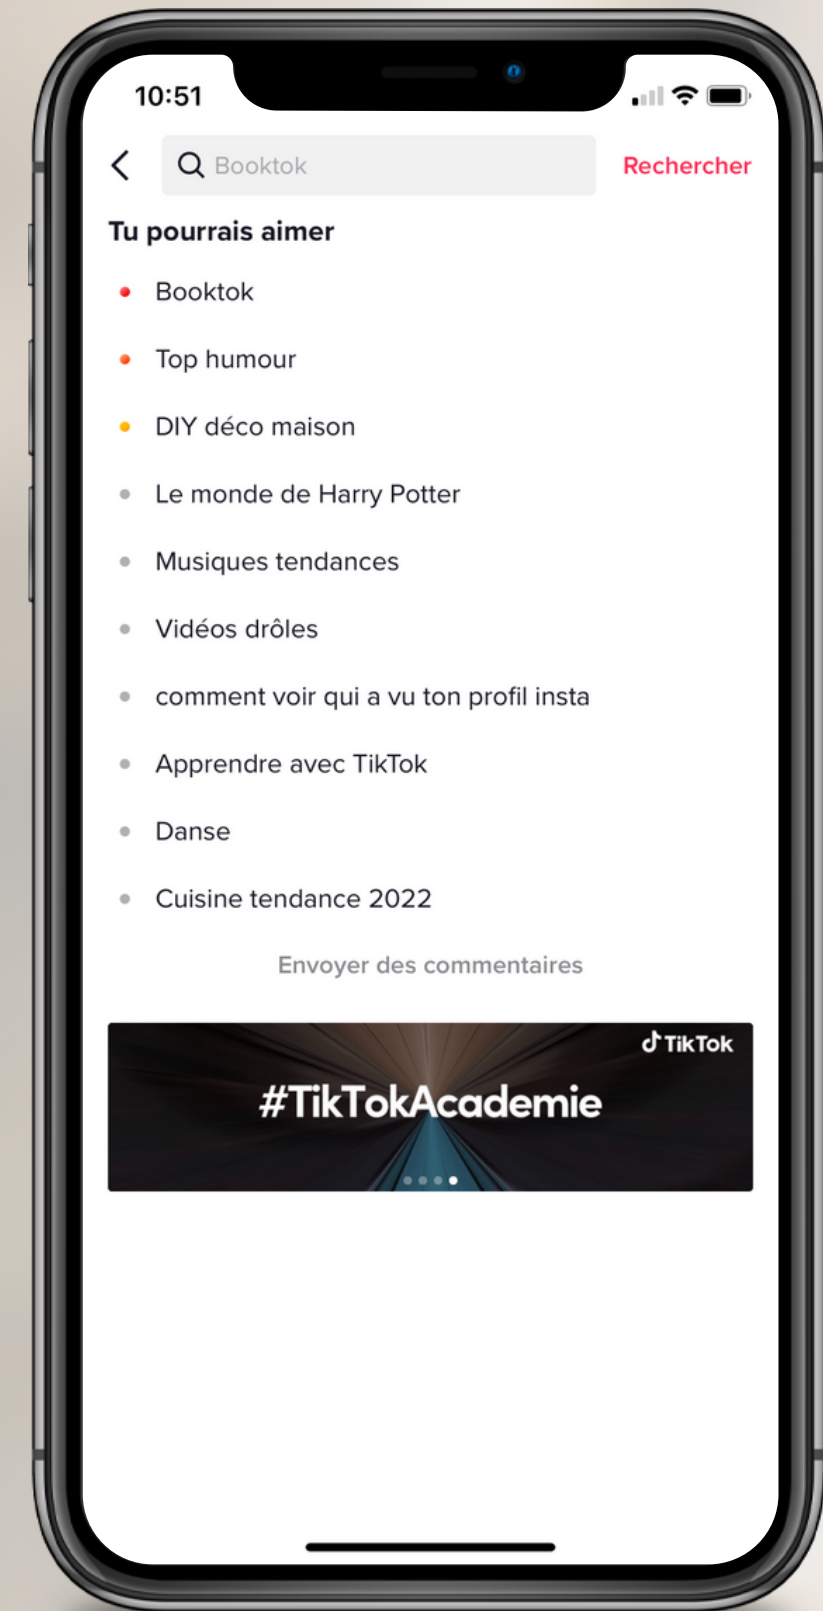 10:51
Booktok
Rechercher
Tu pourrais aimer
Booktok
Top humour
DIY déco maison
Le monde de Harry Potter
Musiques tendances
Vidéos drôles
comment voir qui a vu ton profil insta
Apprendre avec TikTok
Danse
Cuisine tendance 2022
Envoyer des commentaires
TikTok
#TikTokAcademie